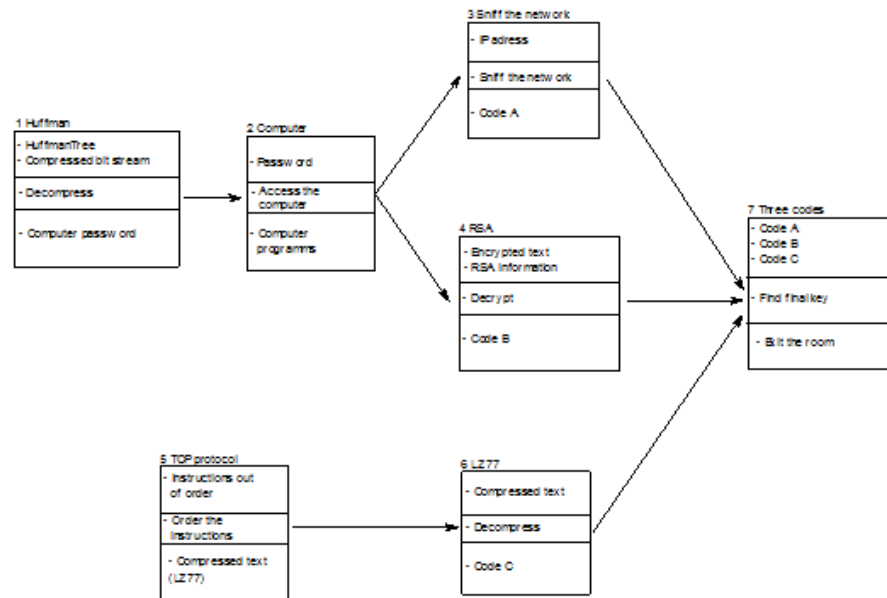 3 Sniff the network
- IP adress
- Sniff the network
- Code A
1 Huffman
- HuffmanTree
- Compressed bit stream
- Decompress
- Computer password
2 Computer
- Password
- Access the
computer
- Computer
programms
4 RSA
- Encrypted text
- RSA Information
- Decrypt
- Code B
7 Three codes
- Code A
- Code B
- Code C
- Find final key
- Exit the room
5 TCP protocol
- Instructions out
of order
- Order the
instructions
- Compressed text
(LZ77)
6 LZ77
- Compressed text
- Decompress
- Code C